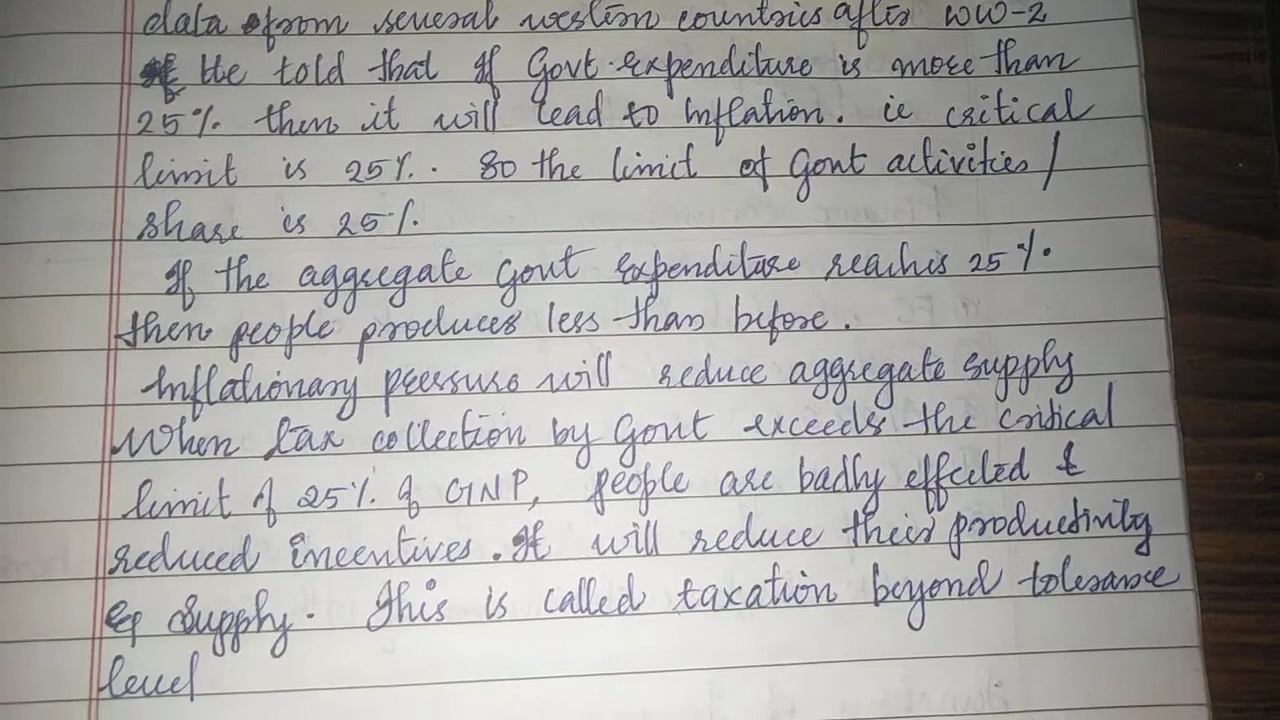 data from several western countries after WW-2
He told that If Govt. expenditure is more than
25% then it will lead to Inflation. ie critical
limit is 25%. So the limit of Govt activities/
share is 25%.
If the aggregate Govt Expenditure reaches 25%.
then people produces less than before.
Inflationary pressure will reduce aggregate supply
When tax collection by Govt exceeds the critical
limit of 25% of GNP, people are badly effected &
reduced incentives. It will reduce their productivity
& Supply. This is called taxation beyond tolerance
level